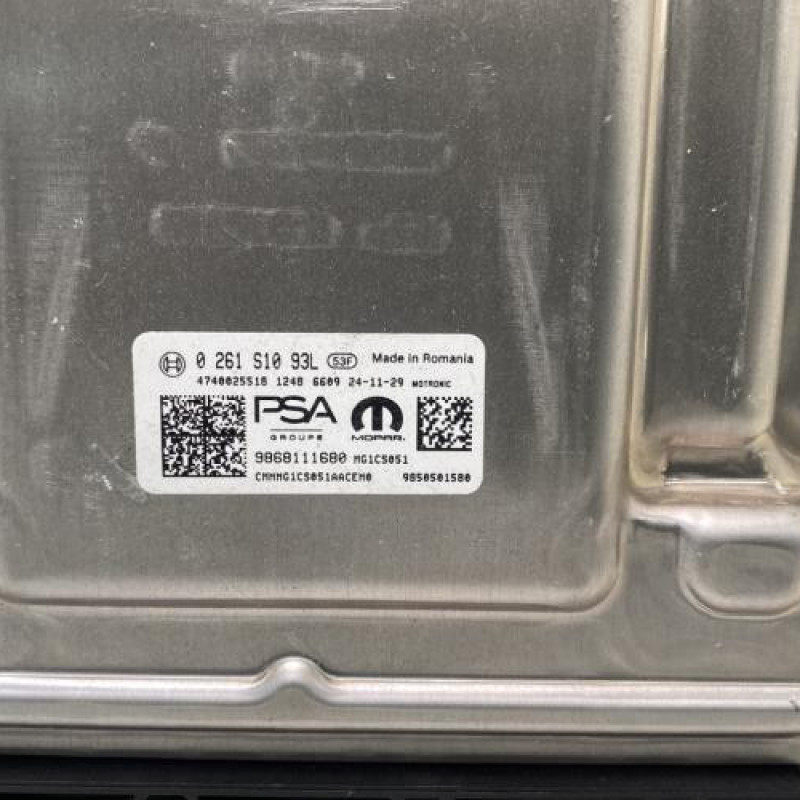 0 261 S10 93L 53F Made in Romania
4740025518 1248 6609 24-11-29 MOTRONIC
PSA
GROUPE
MOPAR.
9868111680 MG1CS051
CMMMG1CS051AACEM0 9850501580